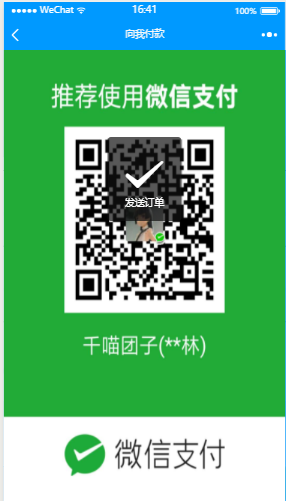 WeChat 16:41 100%
向我付款
推荐使用微信支付
发送订单
千喵团子(**林)
微信支付